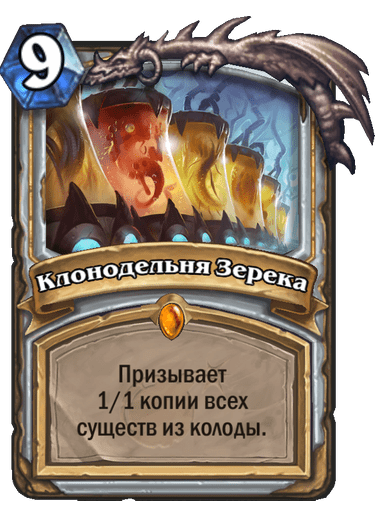 9
Клонодельня Зерека
Призывает
1/1 копии всех
существ из колоды.